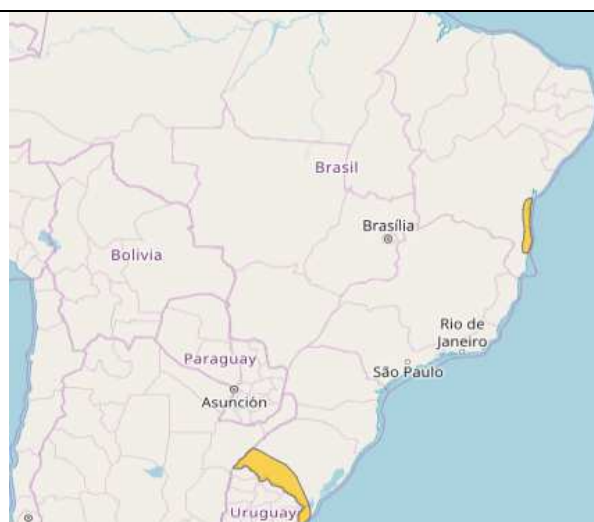 Brasil
Brasília
Bolivia
Rio de
Janeiro
Paraguay
São Paulo
Asunción
Uruguay